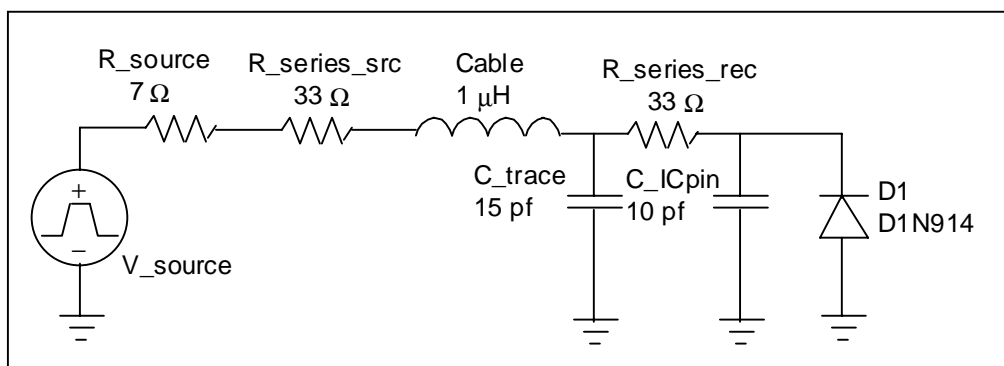 R_source
7 Ω
R_series_src
33 Ω
Cable
1 μH
R_series_rec
33 Ω
C_trace
15 pf
C_ICpin
10 pf
D1
D1N914
+
−
V_source